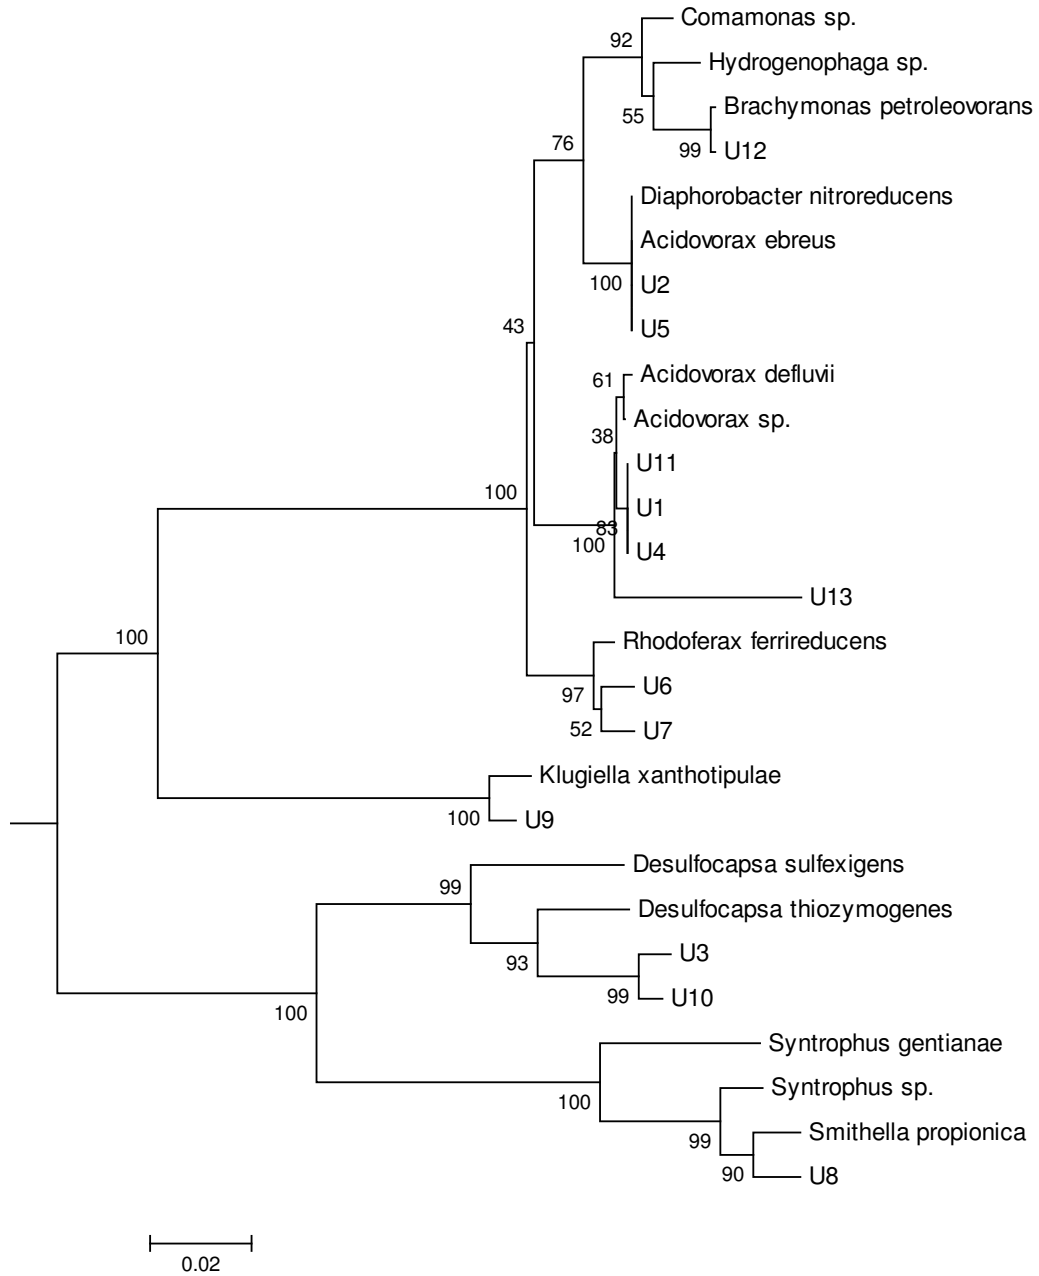 Comamonas sp.
92
Hydrogenophaga sp.
Brachymonas petroleovorans
55
76
99
U12
Diaphorobacter nitroreducens
Acidovorax ebreus
100
U2
43
U5
Acidovorax defluvii
61
Acidovorax sp.
38
U11
100
U1
83
100
U4
U13
100
Rhodoferax ferrireducens
U6
97
52
U7
Klugiella xanthotipulae
100
U9
Desulfocapsa sulfexigens
99
Desulfocapsa thiozymogenes
U3
93
99
U10
100
Syntrophus gentianae
Syntrophus sp.
100
Smithella propionica
99
90
U8
0.02